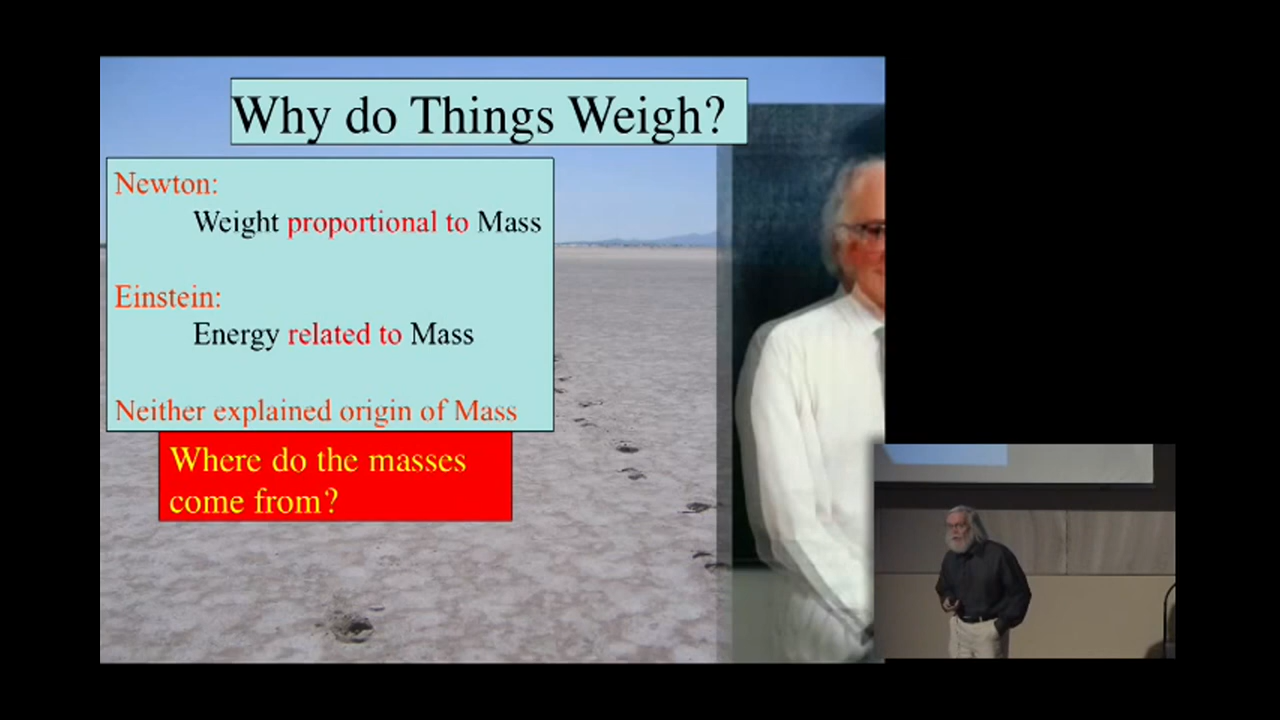 Why do Things Weigh?
Newton:
Weight proportional to Mass
Einstein:
Energy related to Mass
Neither explained origin of Mass
Where do the masses
come from?